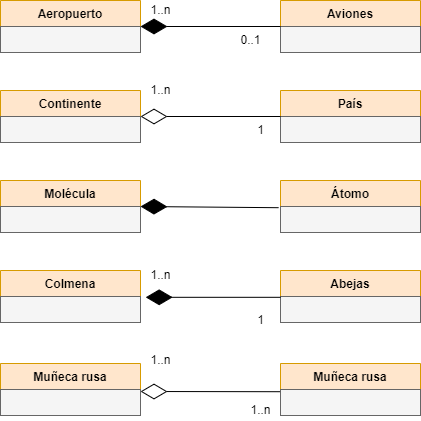 Aeropuerto
1..n
0..1
Aviones
Continente
1..n
1
País
Molécula
Átomo
Colmena
1..n
1
Abejas
Muñeca rusa
1..n
1..n
Muñeca rusa